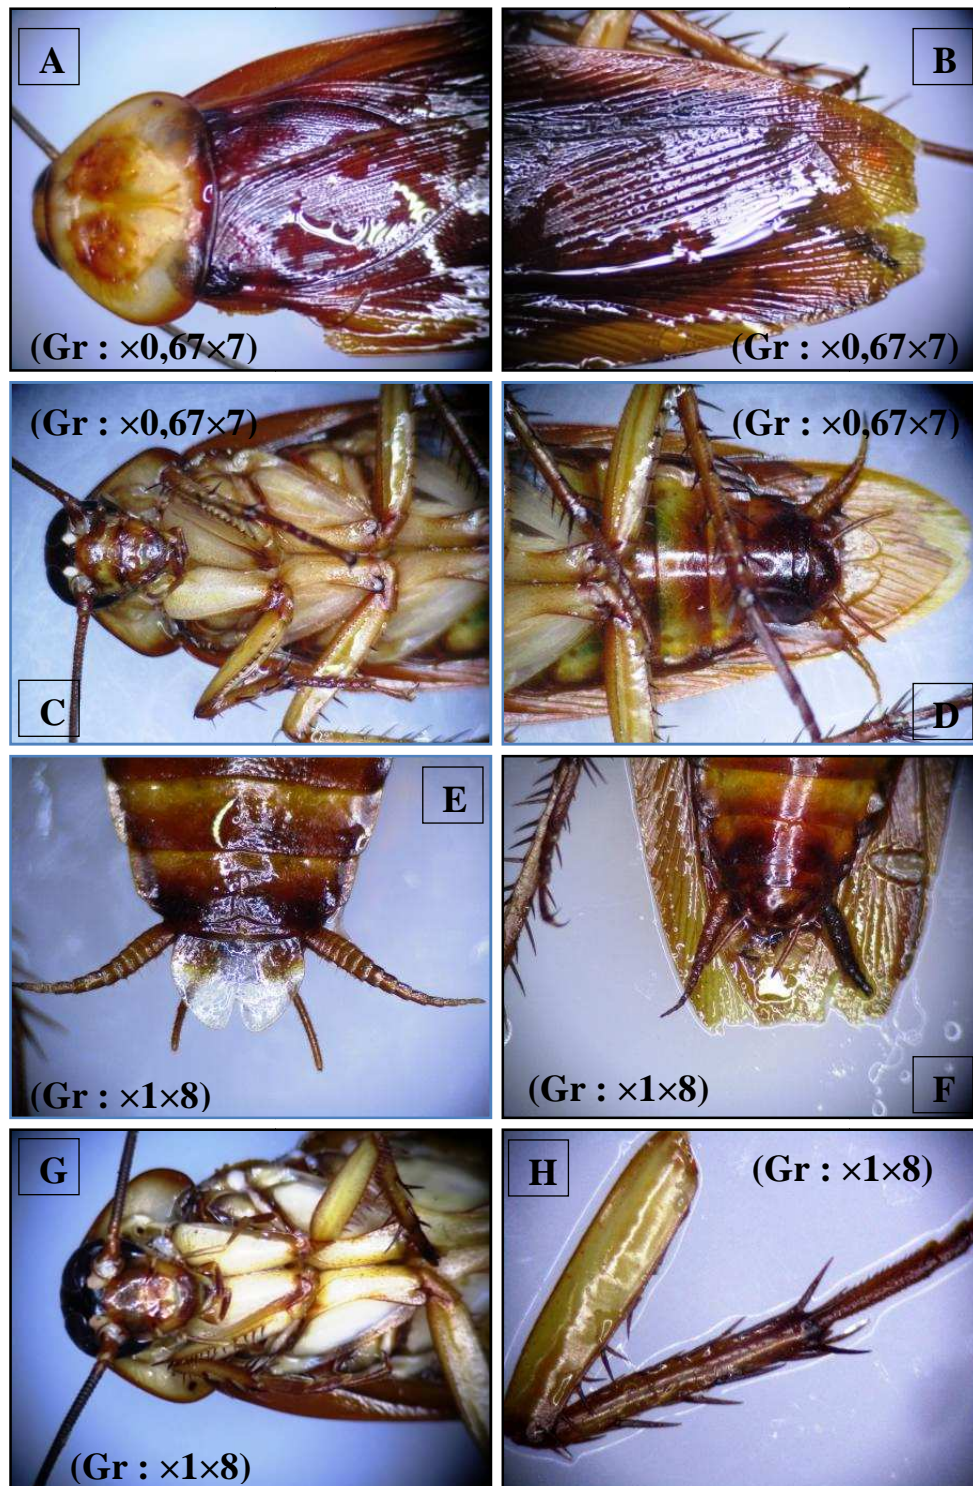 A
(Gr : ×0,67×7)
B
(Gr : ×0,67×7)
(Gr : ×0,67×7)
C
(Gr : ×0,67×7)
D
E
(Gr : ×1×8)
(Gr : ×1×8)
F
G
(Gr : ×1×8)
H
(Gr : ×1×8)